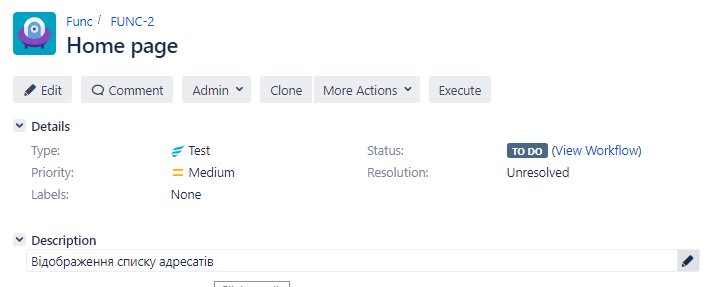 Func / FUNC-2
Home page
Edit Comment Admin Clone More Actions Execute
Details
Type: Test Status: TO DO (View Workflow)
Priority: Medium Resolution: Unresolved
Labels: None
Description
Відображення списку адресатів